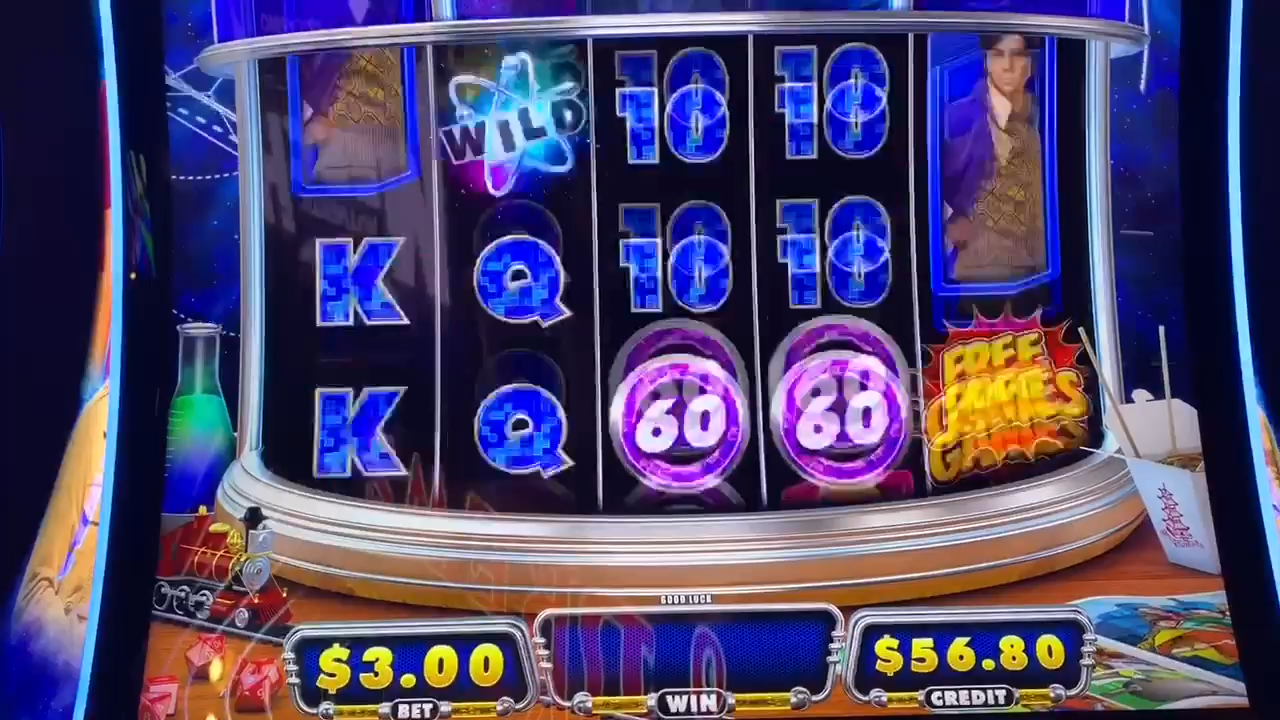 WILD 10 10
K Q 10 10
K Q 60 60 FREE GAMES
GOOD LUCK
$3.00 $56.80
BET WIN CREDIT